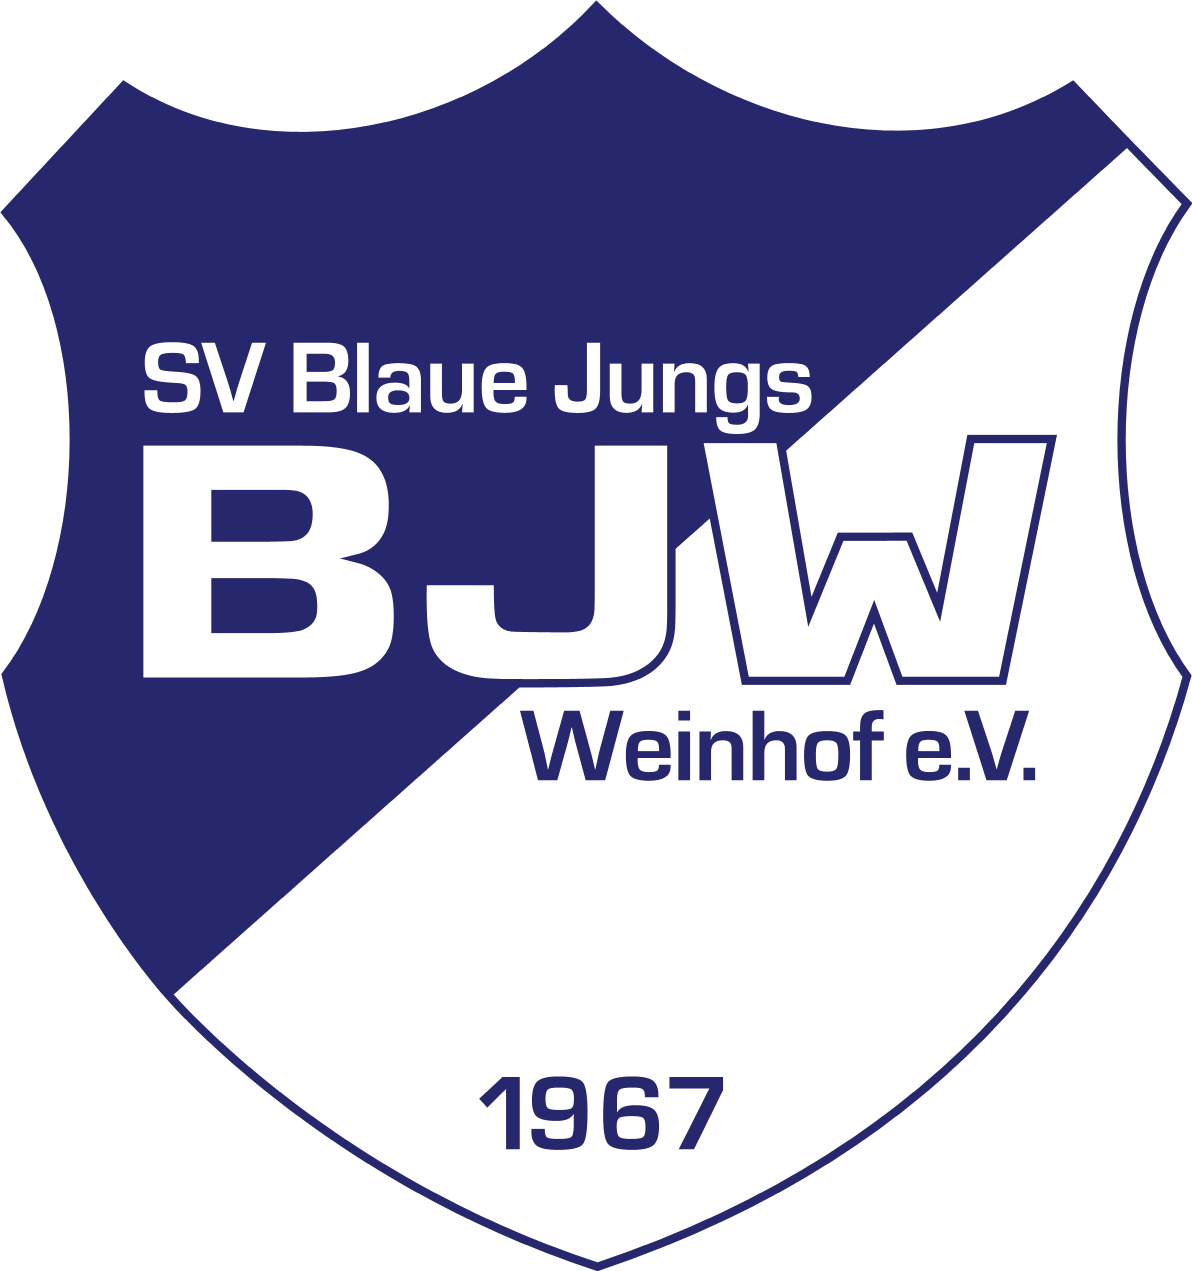 SV Blaue Jungs
BJW
Weinhof e.V.
1967